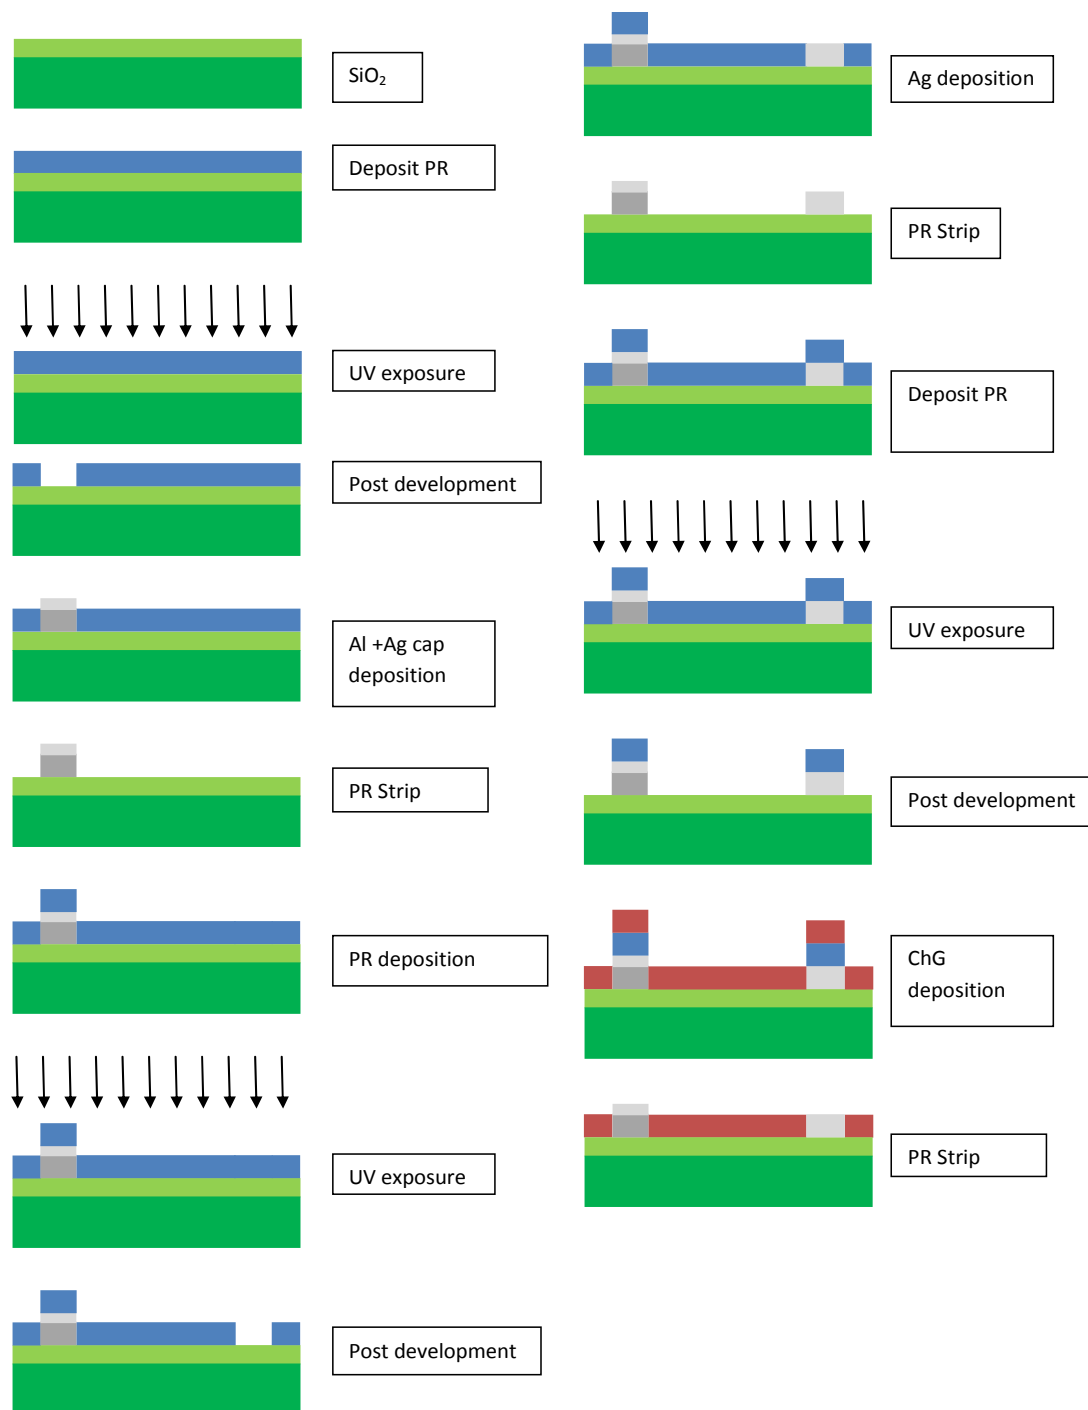 SiO₂
Deposit PR
UV exposure
Post development
Al +Ag cap
deposition
PR Strip
PR deposition
UV exposure
Post development
Ag deposition
PR Strip
Deposit PR
UV exposure
Post development
ChG
deposition
PR Strip